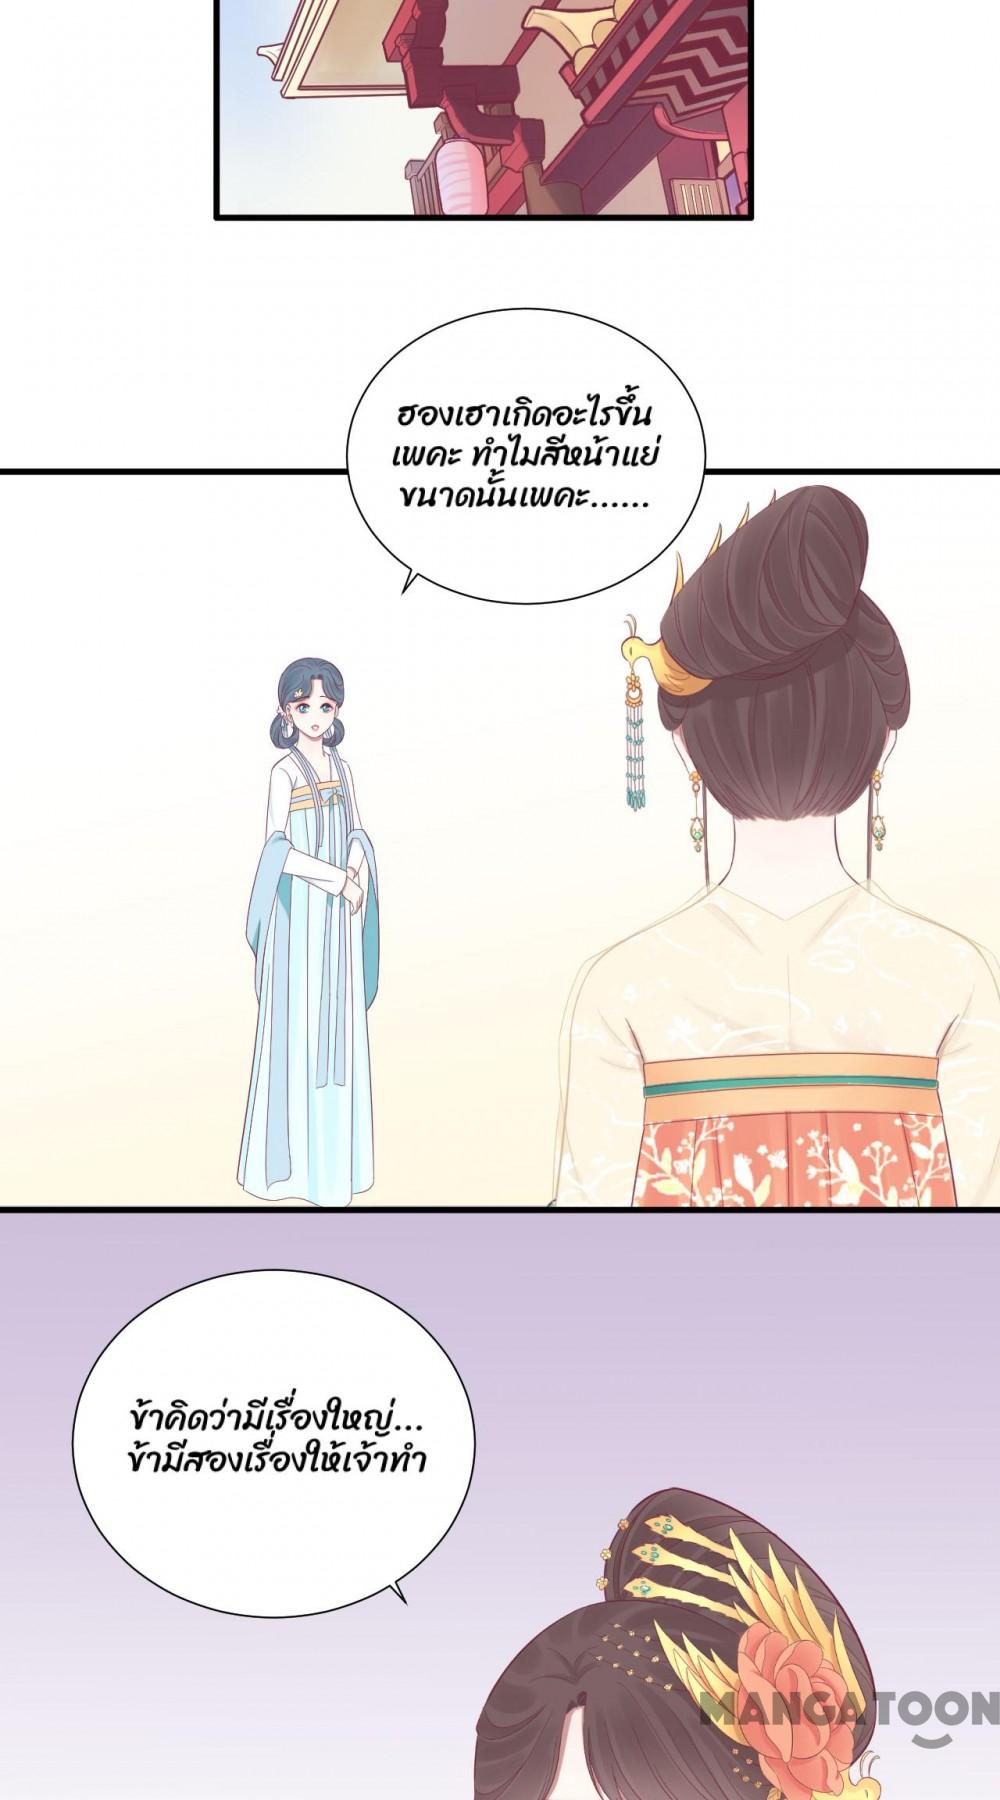 ฮองเฮาเกิดอะไรขึ้น
เพคะ ทำไมสีหน้าแย่
ขนาดนั้นเพคะ......
ข้าคิดว่ามีเรื่องใหญ่...
ข้ามีสองเรื่องให้เจ้าทำ
MANGATOON